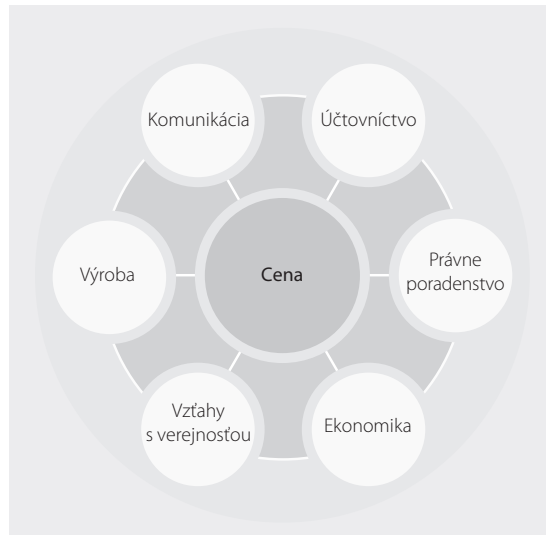 Komunikácia
Účtovníctvo
Výroba
Cena
Právne
poradenstvo
Vzťahy
s verejnosťou
Ekonomika